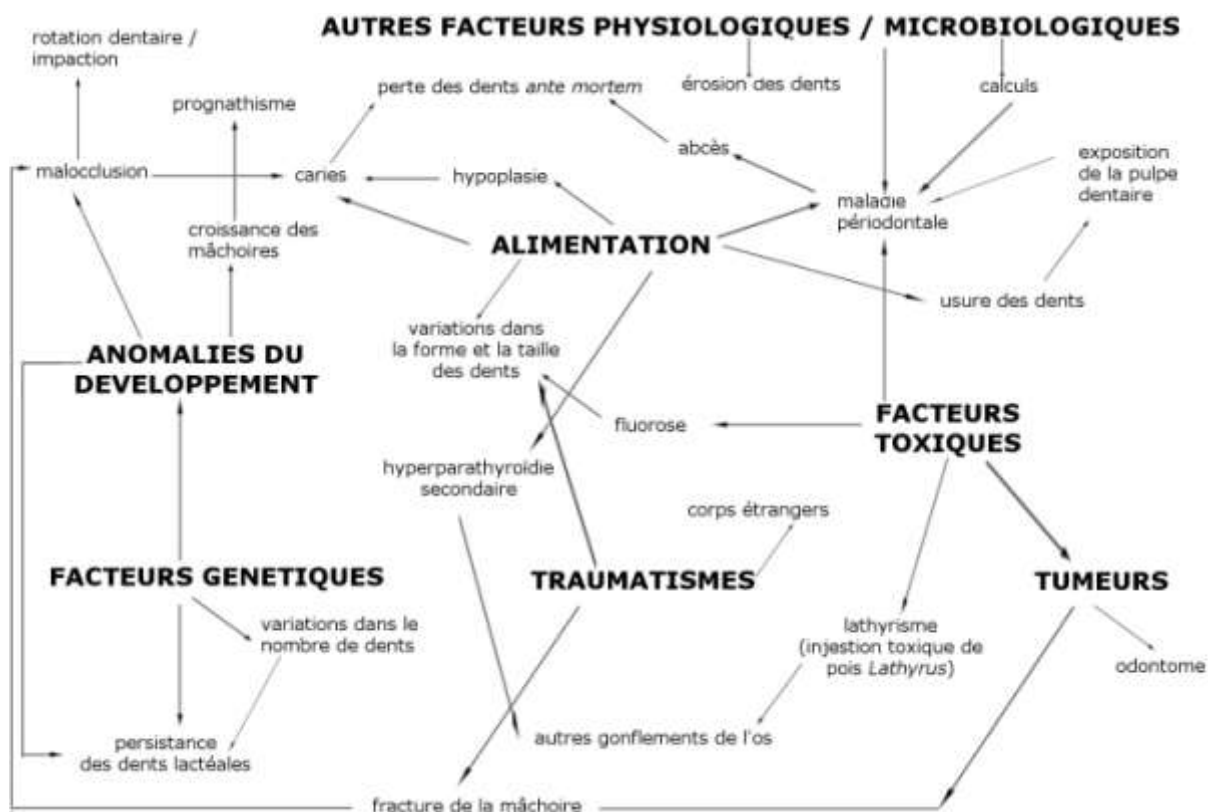 AUTRES FACTEURS PHYSIOLOGIQUES / MICROBIOLOGIQUES
rotation dentaire /
impaction
perte des dents ante mortem
érosion des dents
calculs
prognathisme
abcès
exposition
de la pulpe
dentaire
malocclusion
caries
hypoplasie
maladie
périodontale
croissance des
mâchoires
ALIMENTATION
usure des dents
variations dans
la forme et la taille
des dents
ANOMALIES DU
DEVELOPPEMENT
fluorose
FACTEURS
TOXIQUES
hyperparathyroïdie
secondaire
corps étrangers
FACTEURS GENETIQUES
TRAUMATISMES
TUMEURS
variations dans le
nombre de dents
lathyrisme
(injestion toxique de
pois Lathyrus)
odontome
persistance
des dents lactéales
autres gonflements de l'os
fracture de la mâchoire